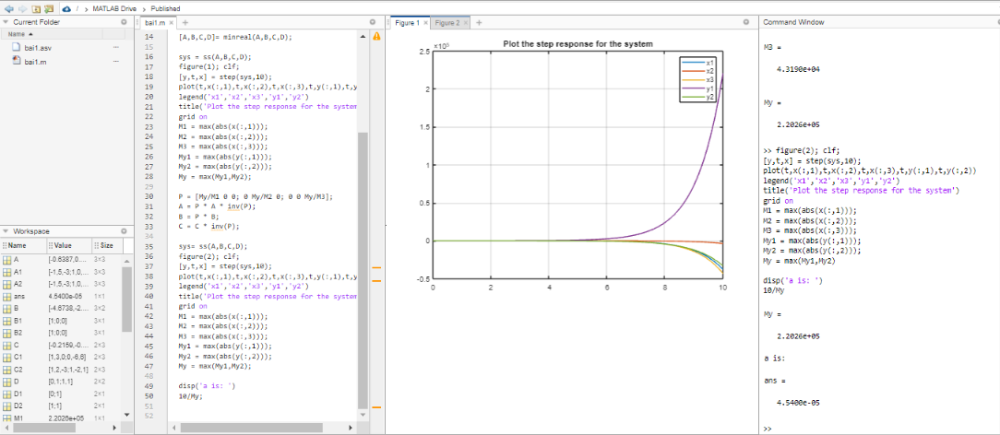 / > MATLAB Drive > Published
Current Folder
Name
bai1.asv
bai1.m
Workspace
Name Value Size
A [-0.6387,0.... 3×3
A1 [-1,5,-3;1,0,... 3×3
A2 [-1,5,-3;1,0,... 3×3
ans 4.5400e-05 1×1
B [-4.6738,-2.... 3×2
B1 [1;0;0] 3×1
B2 [1;0;0] 3×1
C [-0.2159,-0.... 2×3
C1 [1,3,0;0,-6,6] 2×3
C2 [1,2,-3;1,-2,1] 2×3
D [0,1;1,1] 2×2
D1 [0;1] 2×1
D2 [1;1] 2×1
M1 2.2026e+05 1×1
bai1.m × +
14 [A,B,C,D]= minreal(A,B,C,D);
15
16 sys = ss(A,B,C,D);
17 figure(1); clf;
18 [y,t,x] = step(sys,10);
19 plot(t,x(:,1),t,x(:,2),t,x(:,3),t,y(:,1),t,y
20 legend('x1','x2','x3','y1','y2')
21 title('Plot the step response for the system
22 grid on
23 M1 = max(abs(x(:,1)));
24 M2 = max(abs(x(:,2)));
25 M3 = max(abs(x(:,3)));
26 My1 = max(abs(y(:,1)));
27 My2 = max(abs(y(:,2)));
28 My = max(My1,My2);
29
30 P = [My/M1 0 0; 0 My/M2 0; 0 0 My/M3];
31 A = P * A * inv(P);
32 B = P * B;
33 C = C * inv(P);
34
35 sys= ss(A,B,C,D);
36 figure(2); clf;
37 [y,t,x] = step(sys,10);
38 plot(t,x(:,1),t,x(:,2),t,x(:,3),t,y(:,1),t,y
39 legend('x1','x2','x3','y1','y2')
40 title('Plot the step response for the system
41 grid on
42 M1 = max(abs(x(:,1)));
43 M2 = max(abs(x(:,2)));
44 M3 = max(abs(x(:,3)));
45 My1 = max(abs(y(:,1)));
46 My2 = max(abs(y(:,2)));
47 My = max(My1,My2);
48
49 disp('a is: ')
50 10/My;
51
52
Figure 1 × Figure 2 × +
Plot the step response for the system
×10⁵
2.5
2
1.5
1
0.5
0
-0.5
0 2 4 6 8 10
x1
x2
x3
y1
y2
Command Window
M3 =
4.3190e+04
My =
2.2026e+05
>> figure(2); clf;
[y,t,x] = step(sys,10);
plot(t,x(:,1),t,x(:,2),t,x(:,3),t,y(:,1),t,y(:,2))
legend('x1','x2','x3','y1','y2')
title('Plot the step response for the system')
grid on
M1 = max(abs(x(:,1)));
M2 = max(abs(x(:,2)));
M3 = max(abs(x(:,3)));
My1 = max(abs(y(:,1)));
My2 = max(abs(y(:,2)));
My = max(My1,My2)
disp('a is: ')
10/My
My =
2.2026e+05
a is:
ans =
4.5400e-05
>>